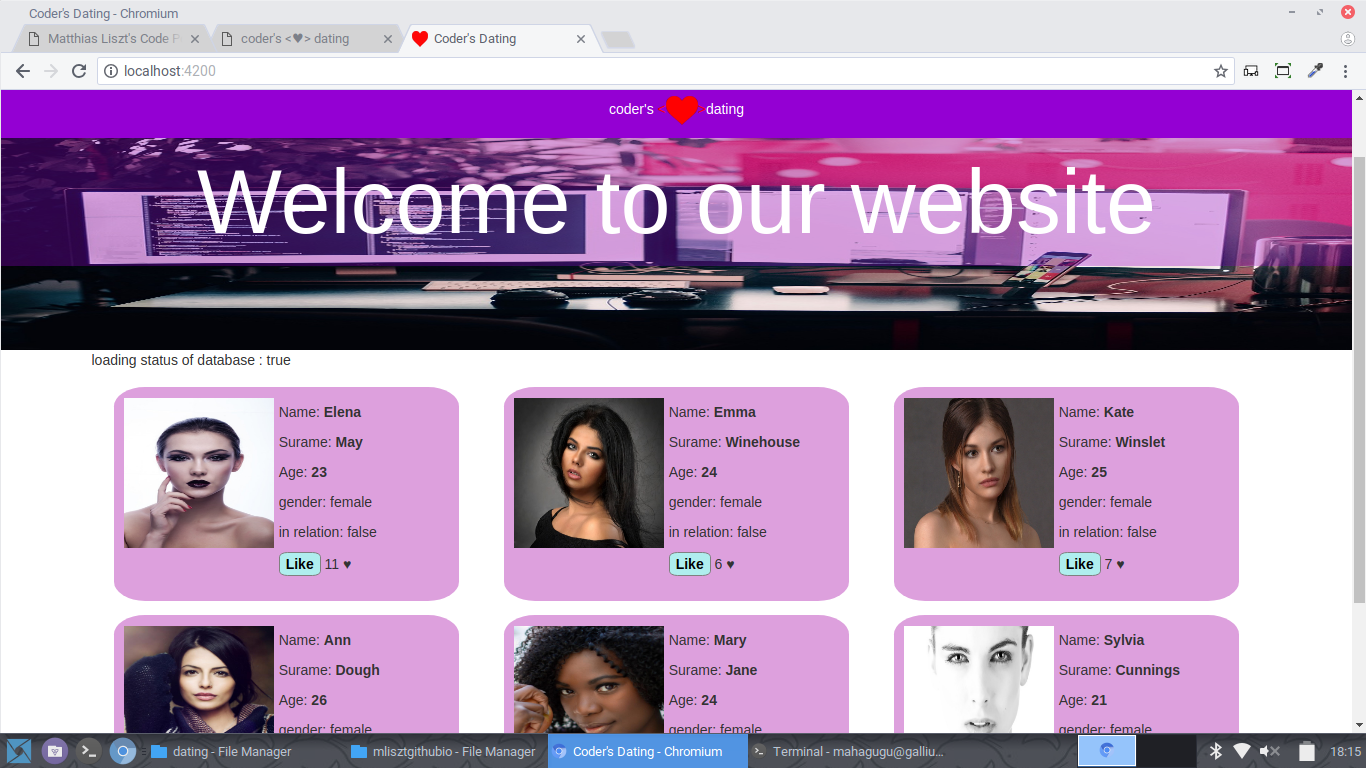 Coder's Dating - Chromium
Matthias Liszt's Code P
coder's <♥> dating
Coder's Dating
localhost:4200
coder's dating
Welcome to our website
loading status of database : true
Name: Elena
Surame: May
Age: 23
gender: female
in relation: false
Like 11 ♥
Name: Emma
Surame: Winehouse
Age: 24
gender: female
in relation: false
Like 6 ♥
Name: Kate
Surame: Winslet
Age: 25
gender: female
in relation: false
Like 7 ♥
Name: Ann
Surame: Dough
Age: 26
gender: female
Name: Mary
Surame: Jane
Age: 24
gender: female
Name: Sylvia
Surame: Cunnings
Age: 21
gender: female
dating - File Manager
mlisztgithubio - File Manager
Coder's Dating - Chromium
Terminal - mahagugu@galliu...
18:15